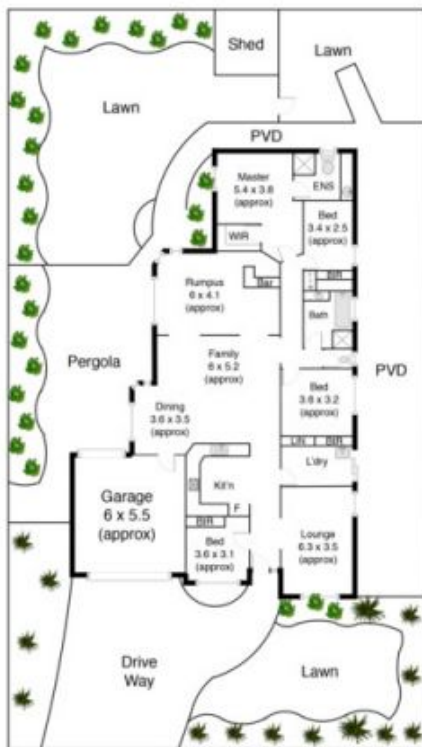 Shed
Lawn
Lawn
PVD
Master
5.4 x 3.8
(approx)
ENS
WIR
Bed
3.4 x 2.5
(approx)
BIR
Rumpus
6 x 4.1
(approx)
Bar
Bath
Pergola
Family
6 x 5.2
(approx)
PVD
Bed
3.6 x 3.2
(approx)
Dining
3.6 x 3.5
(approx)
LIN
BIR
L'dry
Kit'n
Garage
6 x 5.5
(approx)
F
BIR
Bed
3.6 x 3.1
(approx)
Lounge
6.3 x 3.5
(approx)
Drive
Way
Lawn